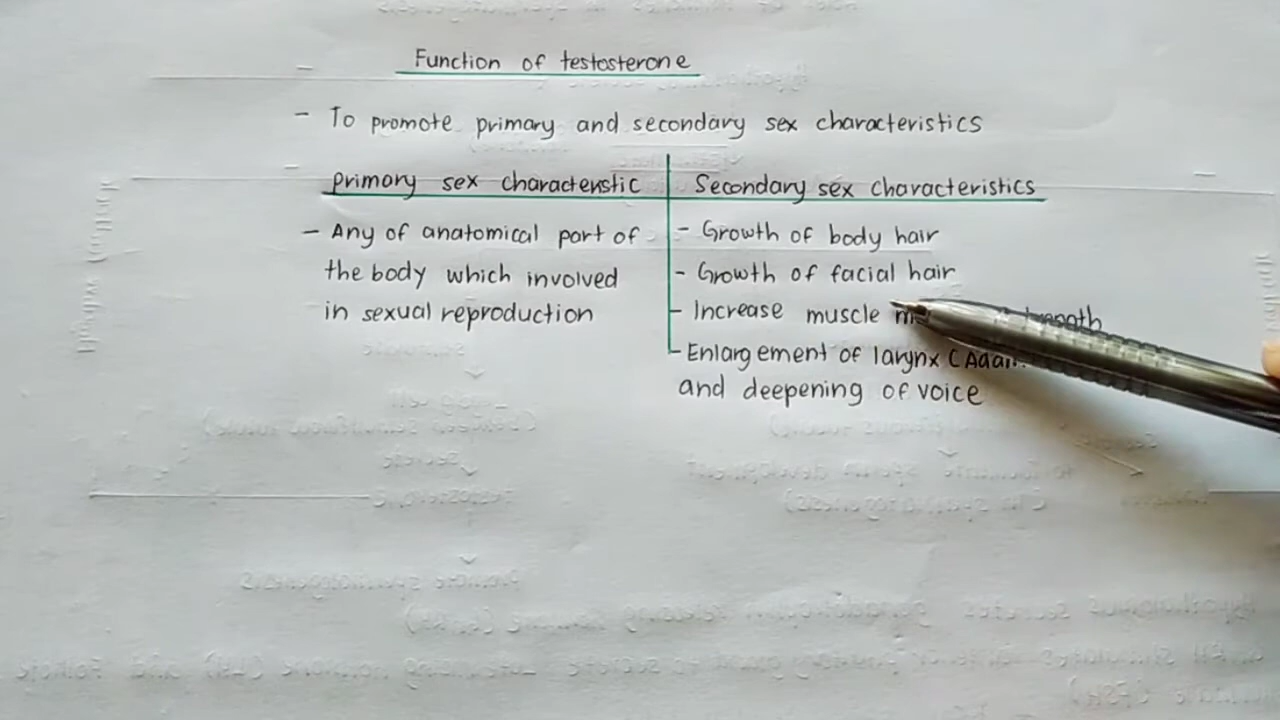 Function of testosterone
- To promote primary and secondary sex characteristics
primary sex characteristic
- Any of anatomical part of
the body which involved
in sexual reproduction
Secondary sex characteristics
- Growth of body hair
- Growth of facial hair
- Increase muscle
- Enlargement of larynx
and deepening of voice